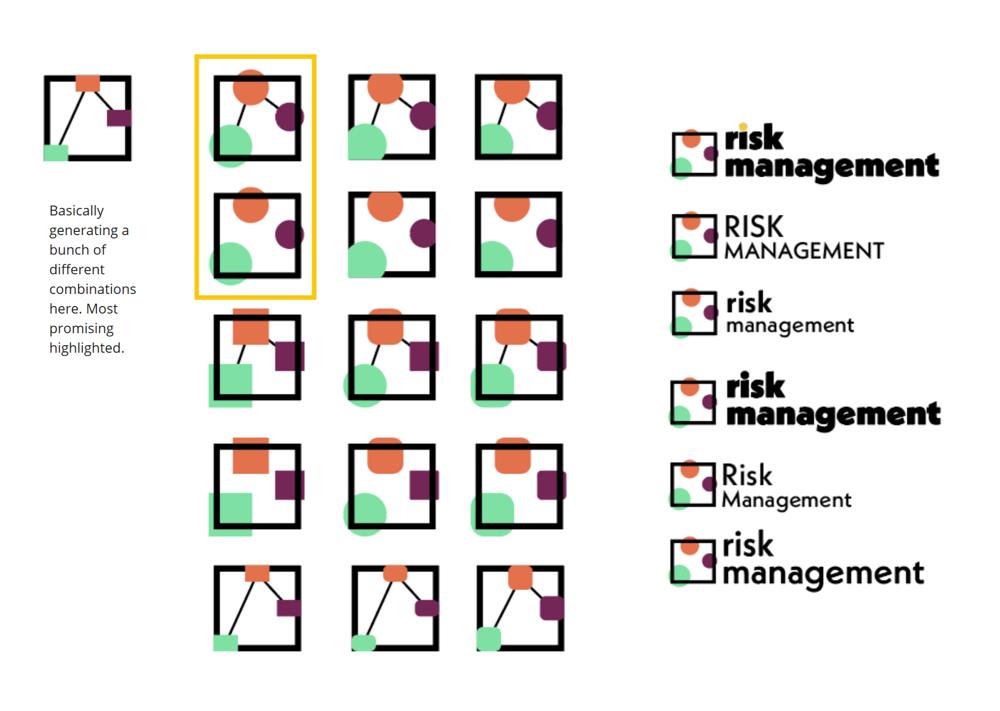 Basically
generating a
bunch of
different
combinations
here. Most
promising
highlighted.
risk
management
RISK
MANAGEMENT
risk
management
risk
management
Risk
Management
risk
management